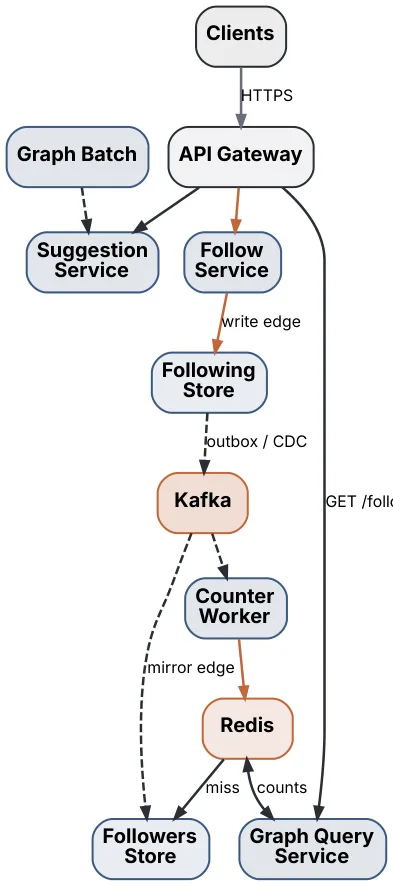 Clients
HTTPS
Graph Batch
API Gateway
Suggestion
Service
Follow
Service
write edge
Following
Store
outbox / CDC
Kafka
GET /follo
Counter
Worker
mirror edge
Redis
miss
counts
Followers
Store
Graph Query
Service